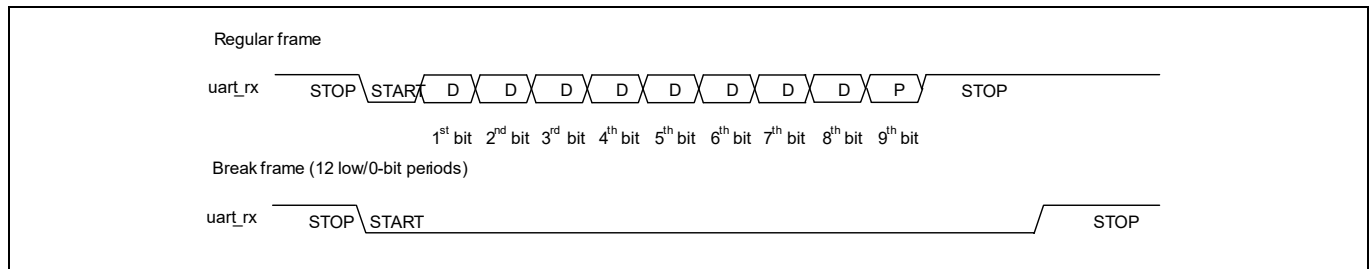 Regular frame
uart_rx STOP START D D D D D D D D P STOP
1st bit 2nd bit 3rd bit 4th bit 5th bit 6th bit 7th bit 8th bit 9th bit
Break frame (12 low/0-bit periods)
uart_rx STOP START STOP